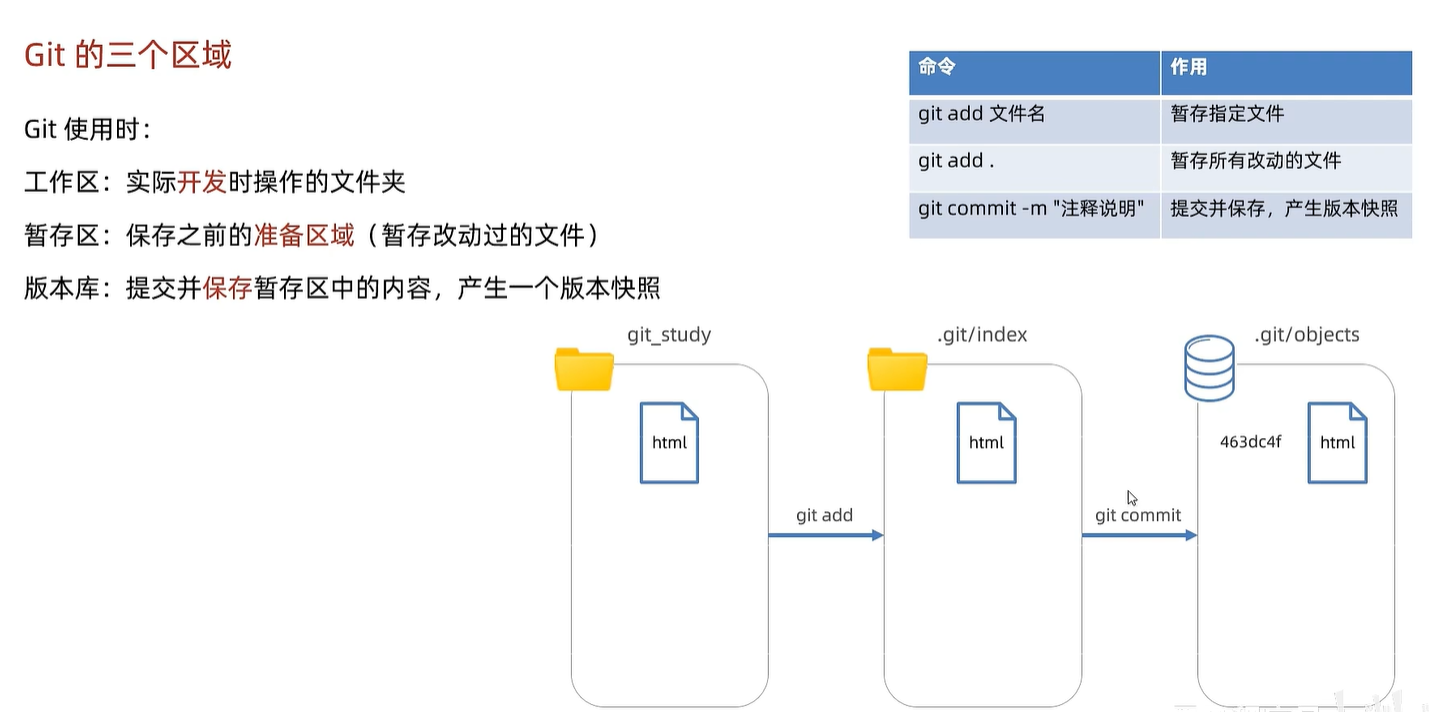 Git 的三个区域
Git 使用时：
工作区：实际开发时操作的文件夹
暂存区：保存之前的准备区域（暂存改动过的文件）
版本库：提交并保存暂存区中的内容，产生一个版本快照
命令 作用
git add 文件名 暂存指定文件
git add . 暂存所有改动的文件
git commit -m "注释说明" 提交并保存，产生版本快照
git_study .git/index .git/objects
html html 463dc4f html
git add git commit